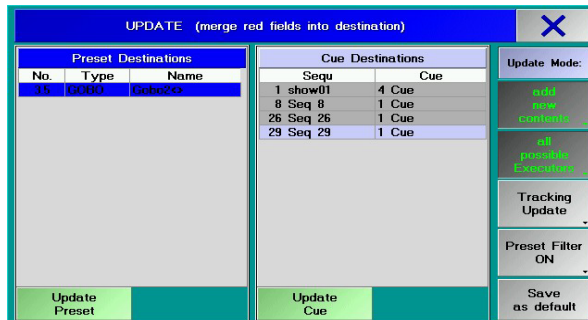 UPDATE (merge red fields into destination)
Preset Destinations
No. Type Name
3.5 GOBO Gobo2<>
Update Preset
Cue Destinations
Sequ Cue
1 show01 4 Cue
8 Seq 8 1 Cue
26 Seq 26 1 Cue
29 Seq 29 1 Cue
Update Cue
Update Mode:
add
new
contents
all
possible
Executors
Tracking
Update
Preset Filter
ON
Save
as default